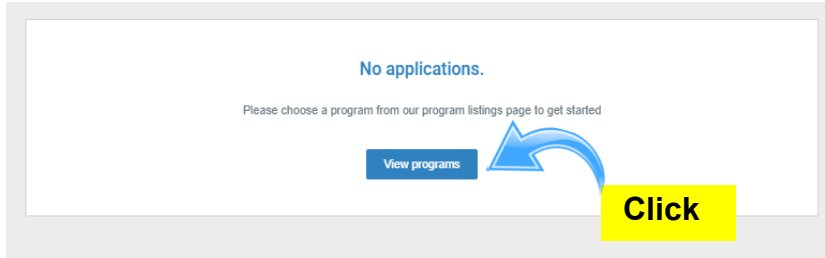 No applications.
Please choose a program from our program listings page to get started
View programs
Click